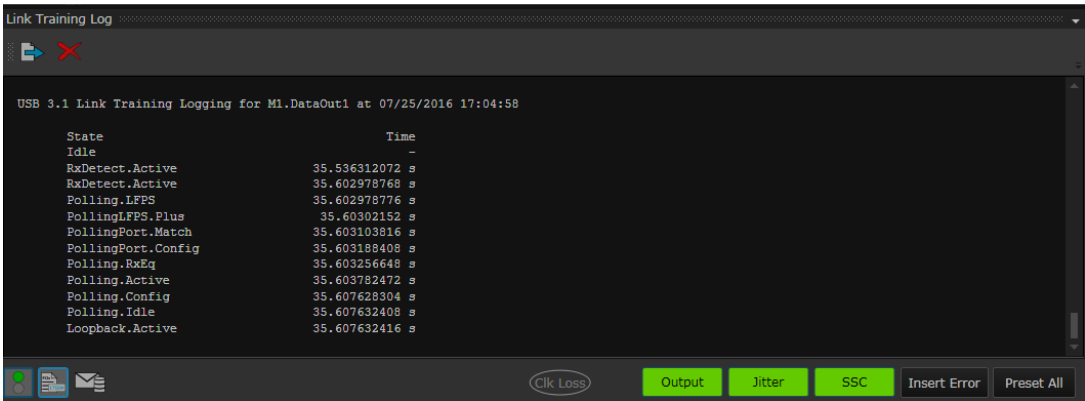 Link Training Log
USB 3.1 Link Training Logging for M1.DataOut1 at 07/25/2016 17:04:58
State Time
Idle -
RxDetect.Active 35.536312072 s
RxDetect.Active 35.602978768 s
Polling.LFPS 35.602978776 s
PollingLFPS.Plus 35.60302152 s
PollingPort.Match 35.603103816 s
PollingPort.Config 35.603188408 s
Polling.RxEq 35.603256648 s
Polling.Active 35.603782472 s
Polling.Config 35.607628304 s
Polling.Idle 35.607632408 s
Loopback.Active 35.607632416 s
Clk Loss Output Jitter SSC Insert Error Preset All